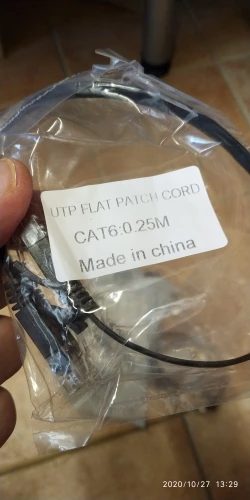 UTP FLAT PATCH CORD
CAT6:0.25M
Made in china
2020/10/27 13:29